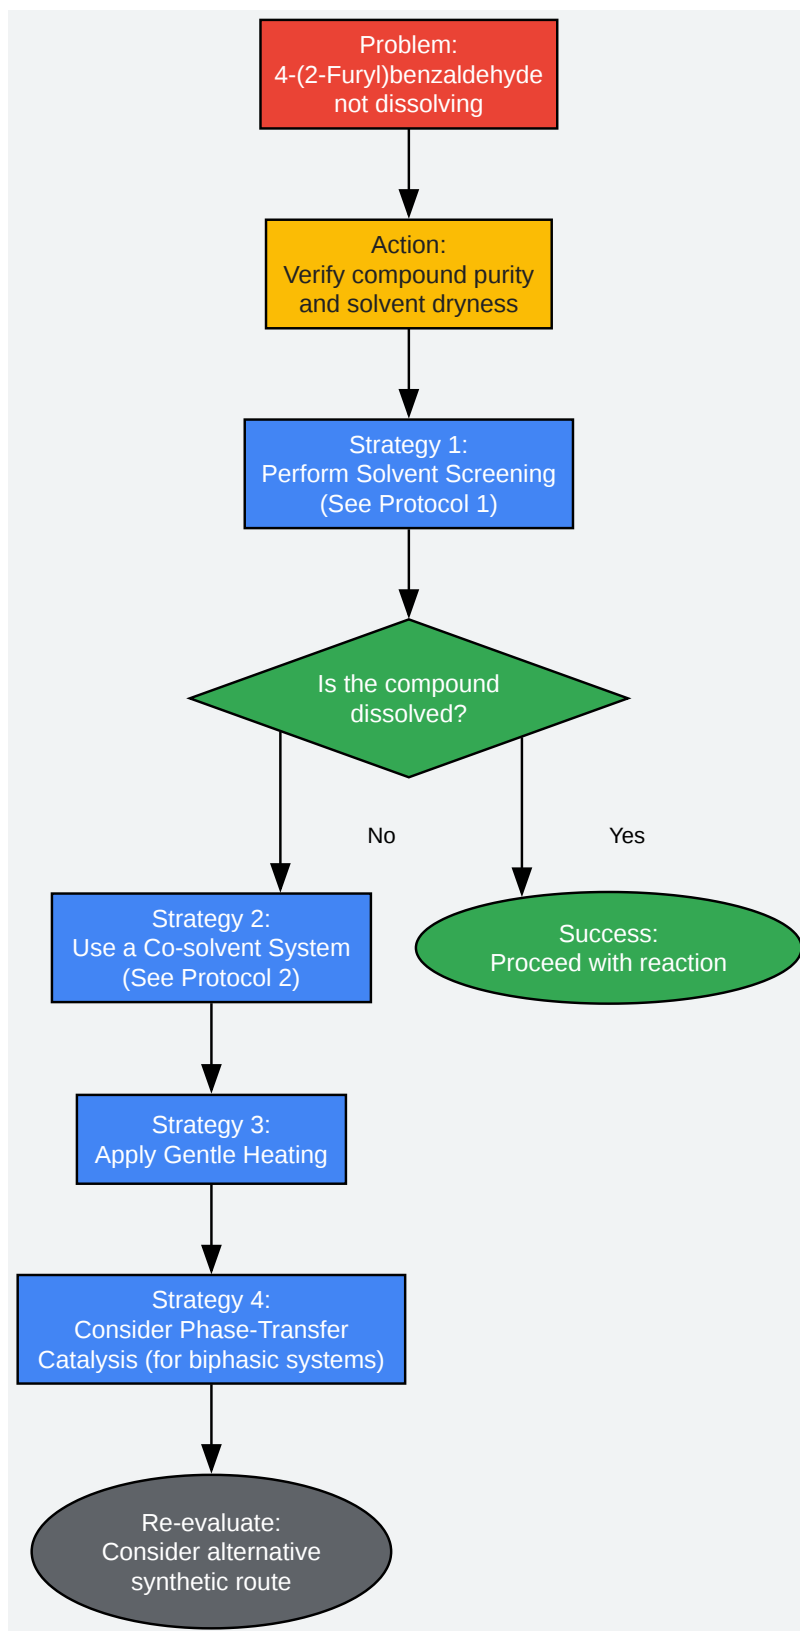 Problem:
4-(2-Furyl)benzaldehyde
not dissolving
Action:
Verify compound purity
and solvent dryness
Strategy 1:
Perform Solvent Screening
(See Protocol 1)
Is the compound
dissolved?
No
Yes
Strategy 2:
Use a Co-solvent System
(See Protocol 2)
Success:
Proceed with reaction
Strategy 3:
Apply Gentle Heating
Strategy 4:
Consider Phase-Transfer
Catalysis (for biphasic systems)
Re-evaluate:
Consider alternative
synthetic route